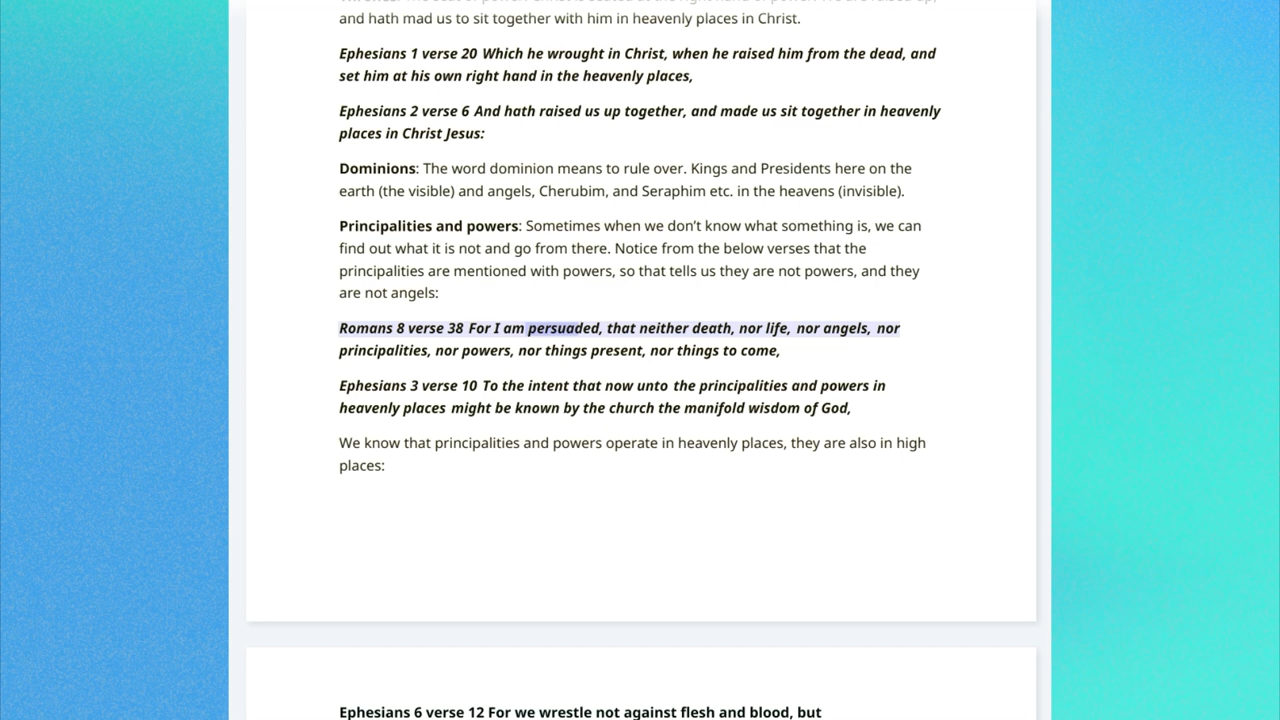 and hath mad us to sit together with him in heavenly places in Christ.
Ephesians 1 verse 20 Which he wrought in Christ, when he raised him from the dead, and
set him at his own right hand in the heavenly places,
Ephesians 2 verse 6 And hath raised us up together, and made us sit together in heavenly
places in Christ Jesus:
Dominions: The word dominion means to rule over. Kings and Presidents here on the
earth (the visible) and angels, Cherubim, and Seraphim etc. in the heavens (invisible).
Principalities and powers: Sometimes when we don’t know what something is, we can
find out what it is not and go from there. Notice from the below verses that the
principalities are mentioned with powers, so that tells us they are not powers, and they
are not angels:
Romans 8 verse 38 For I am persuaded, that neither death, nor life, nor angels, nor
principalities, nor powers, nor things present, nor things to come,
Ephesians 3 verse 10 To the intent that now unto the principalities and powers in
heavenly places might be known by the church the manifold wisdom of God,
We know that principalities and powers operate in heavenly places, they are also in high
places:
Ephesians 6 verse 12 For we wrestle not against flesh and blood, but